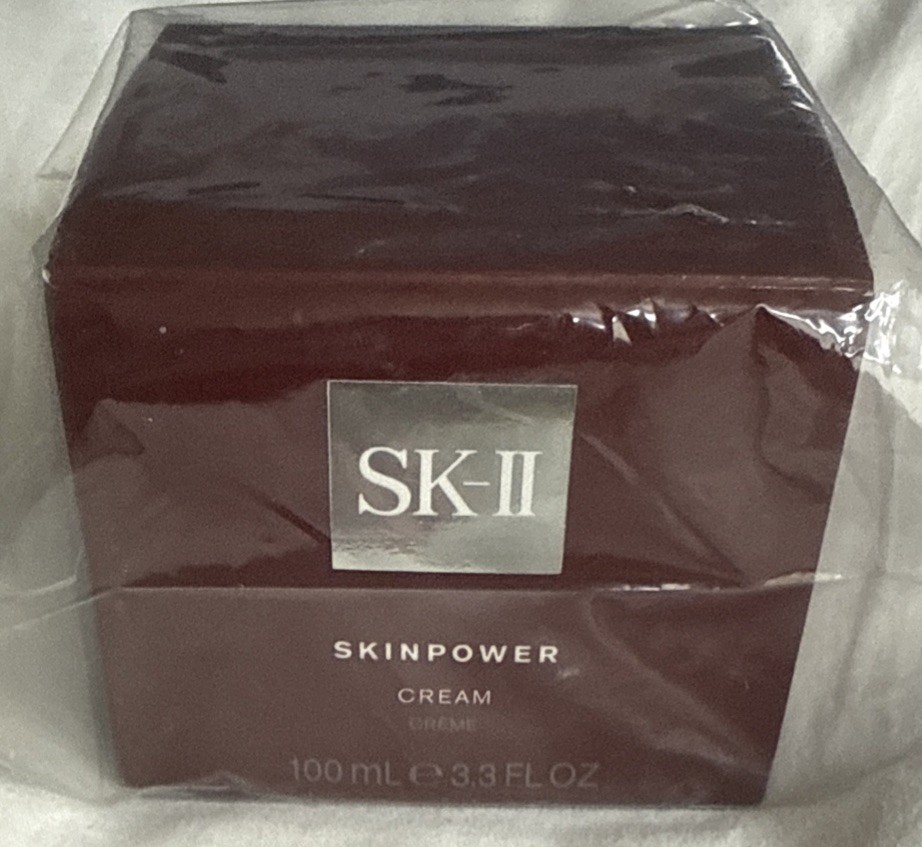 SK-II
SKINPOWER
CREAM
CRÈME
100 mL ℮ 3.3 FL OZ